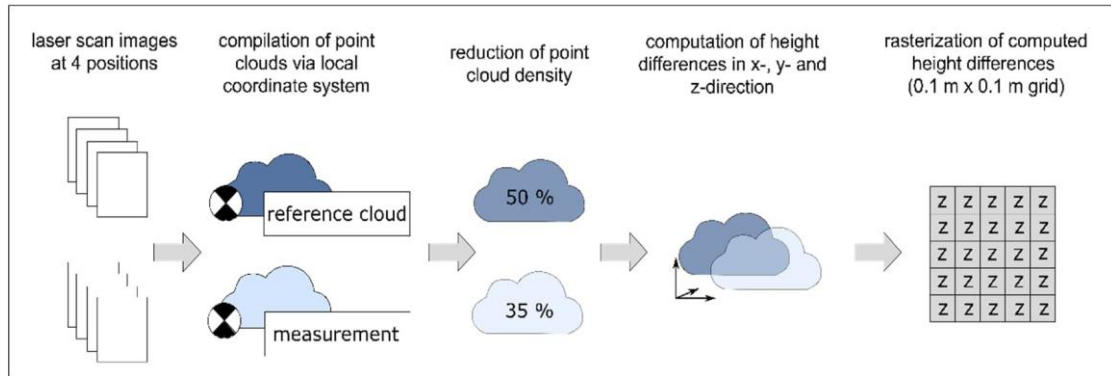 laser scan images
at 4 positions
compilation of point
clouds via local
coordinate system
reduction of point
cloud density
computation of height
differences in x-, y- and
z-direction
rasterization of computed
height differences
(0.1 m x 0.1 m grid)
reference cloud
measurement
50 %
35 %
z z z z z
z z z z z
z z z z z
z z z z z
z z z z z